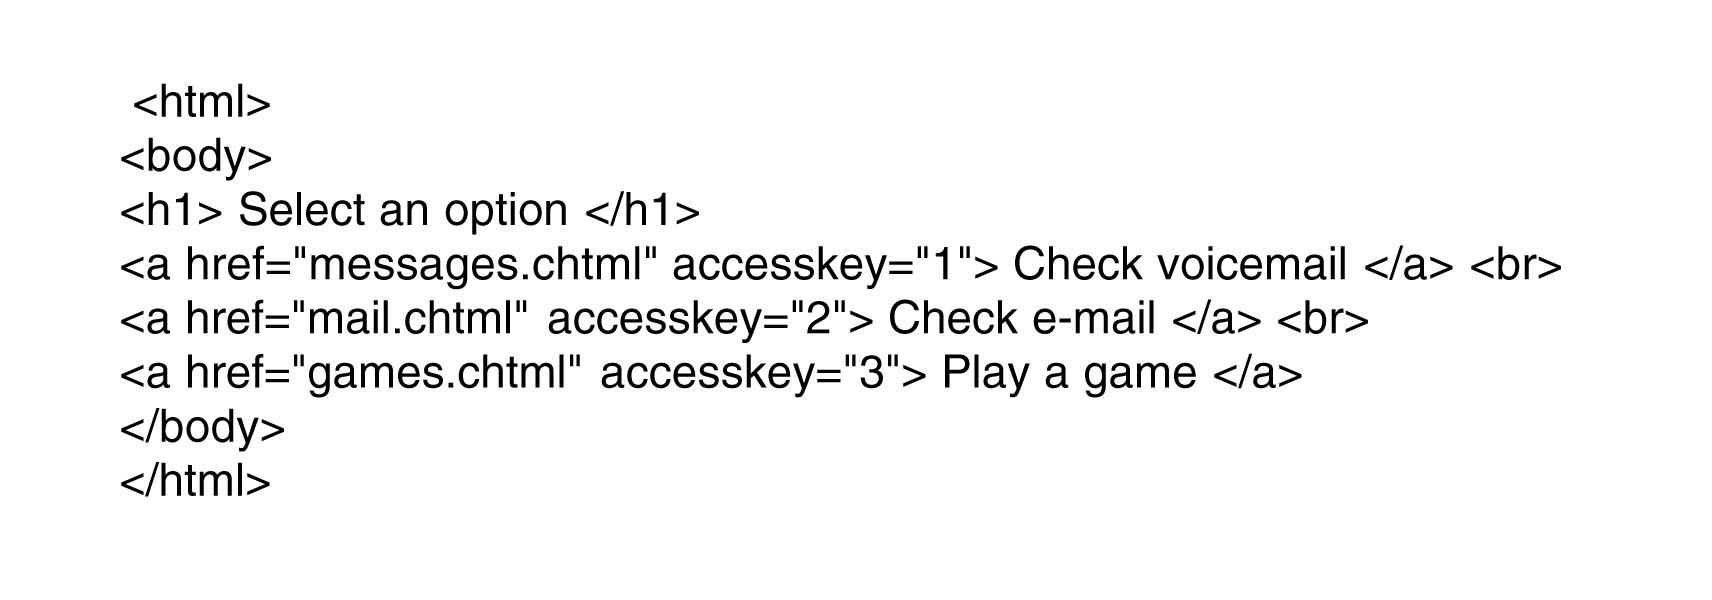 <html>
<body>
<h1> Select an option </h1>
<a href="messages.chtml" accesskey="1"> Check voicemail </a> <br>
<a href="mail.chtml" accesskey="2"> Check e-mail </a> <br>
<a href="games.chtml" accesskey="3"> Play a game </a>
</body>
</html>